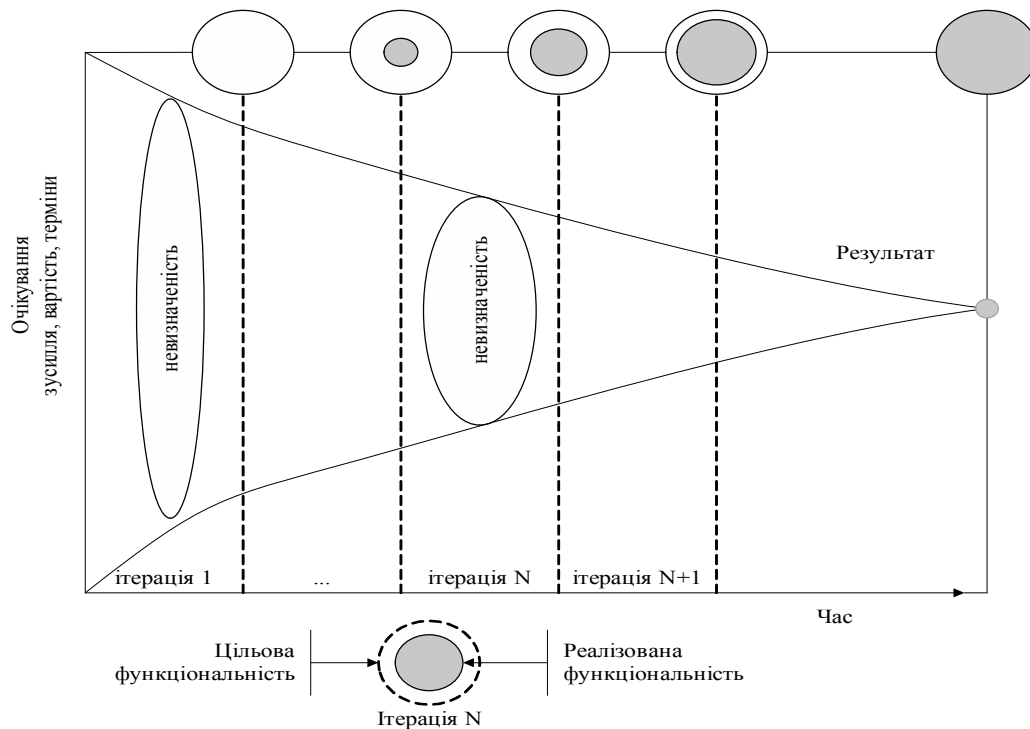 Очікування
зусилля, вартість, терміни
невизначеність
невизначеність
Результат
ітерація 1
...
ітерація N
ітерація N+1
Час
Цільова
функціональність
Реалізована
функціональність
Ітерація N